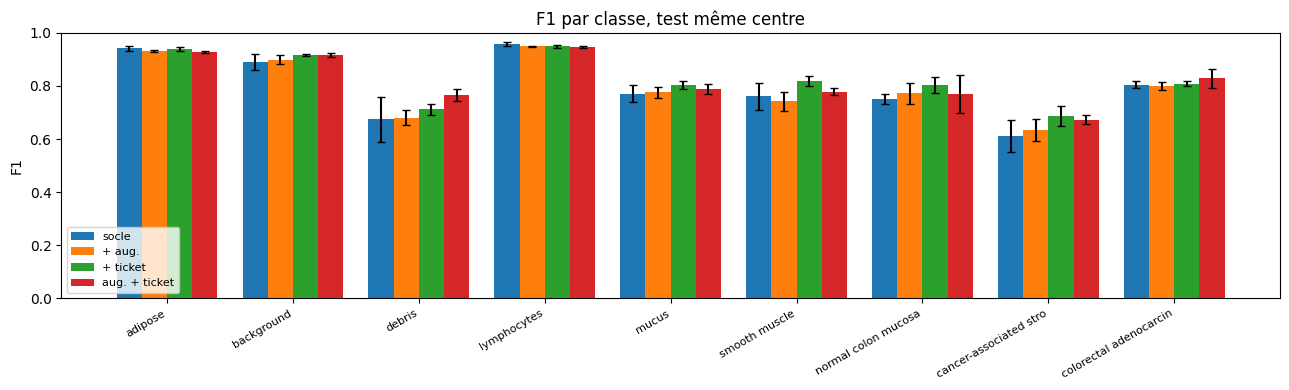 F1 par classe, test même centre
F1
1.0
0.8
0.6
0.4
0.2
0.0
socle
+ aug.
+ ticket
aug. + ticket
adipose
background
debris
lymphocytes
mucus
smooth muscle
normal colon mucosa
cancer-associated stro
colorectal adenocarcin